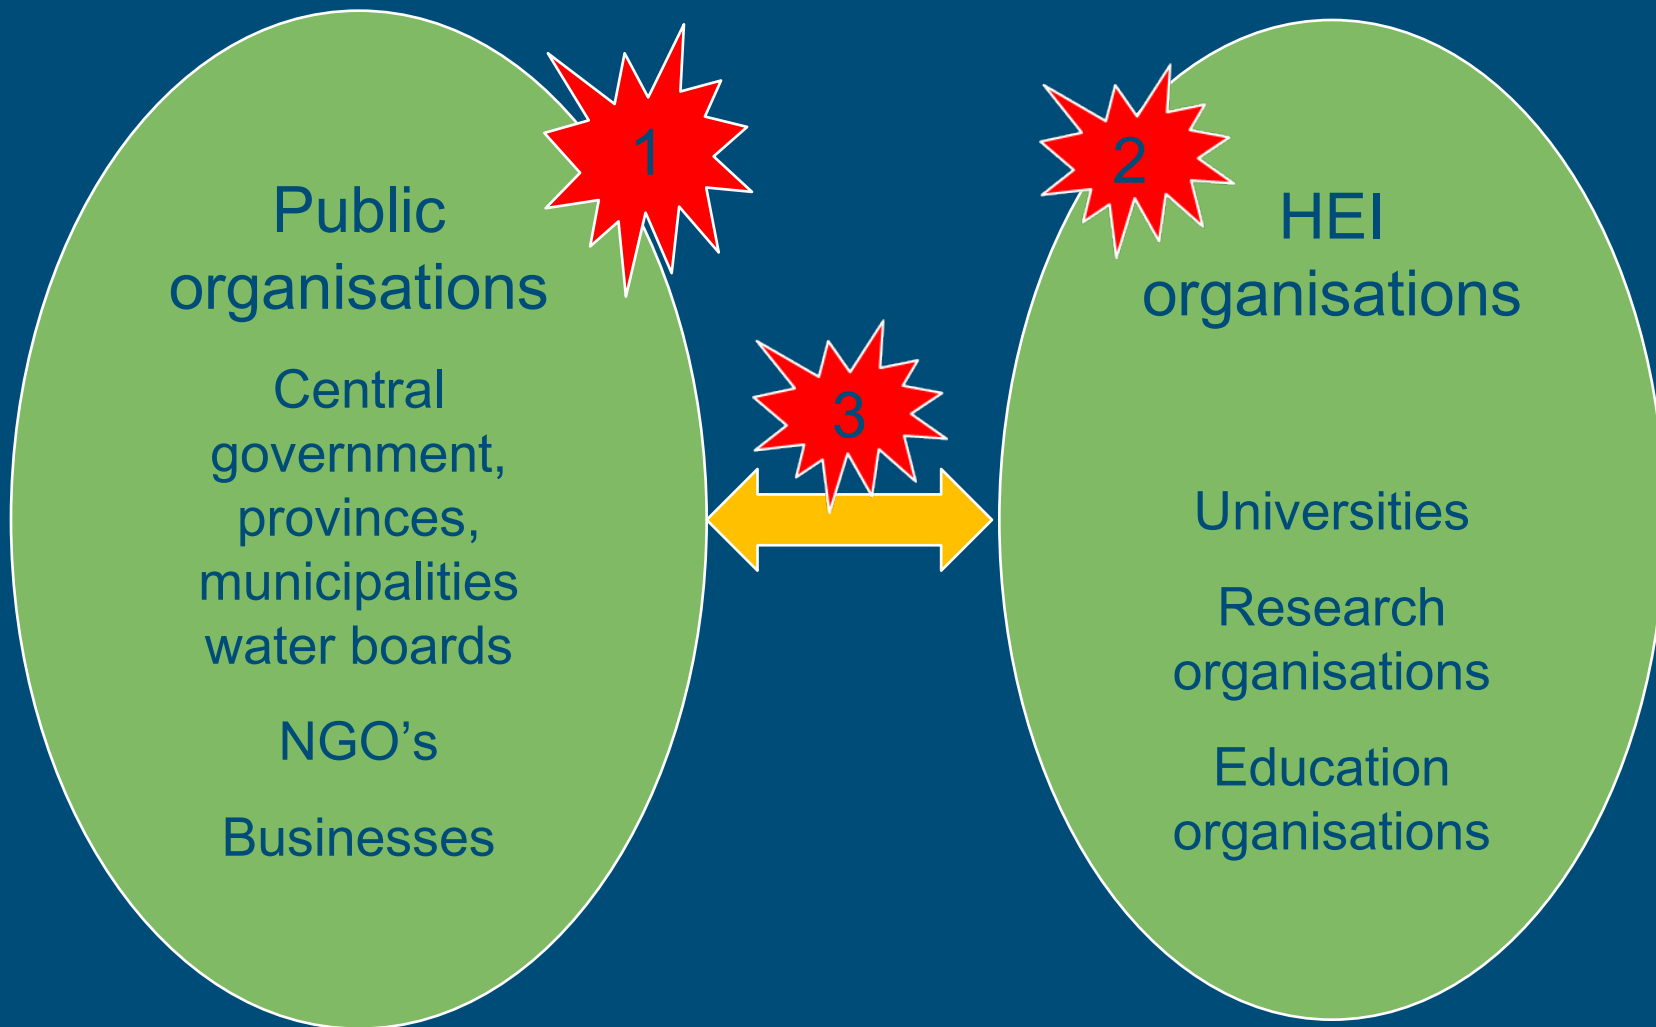 1
Public
organisations
Central
government,
provinces,
municipalities
water boards
NGO’s
Businesses
3
2
HEI
organisations
Universities
Research
organisations
Education
organisations